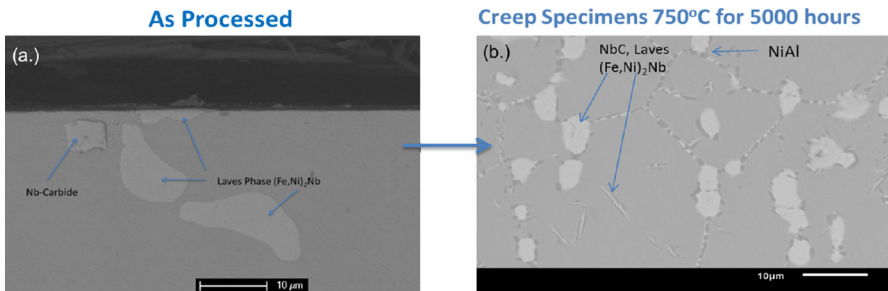 As Processed
Creep Specimens 750°C for 5000 hours
(a.)
Nb-Carbide
Laves Phase (Fe,Ni)2Nb
10 µm
(b.)
NbC, Laves
(Fe,Ni)2Nb
NiAl
10µm